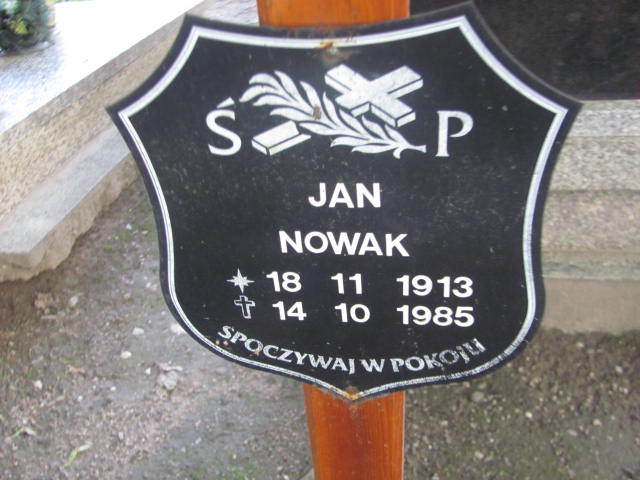 Ś P
JAN
NOWAK
18 11 1913
14 10 1985
SPOCZYWAJ W POKOJU